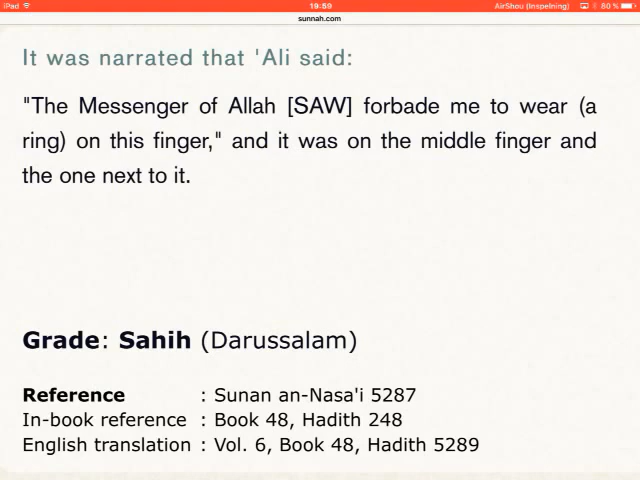 iPad 19:59 AirShou (Inspelning) 80 %
sunnah.com
It was narrated that 'Ali said:
"The Messenger of Allah [SAW] forbade me to wear (a
ring) on this finger," and it was on the middle finger and
the one next to it.
Grade: Sahih (Darussalam)
Reference : Sunan an-Nasa'i 5287
In-book reference : Book 48, Hadith 248
English translation : Vol. 6, Book 48, Hadith 5289